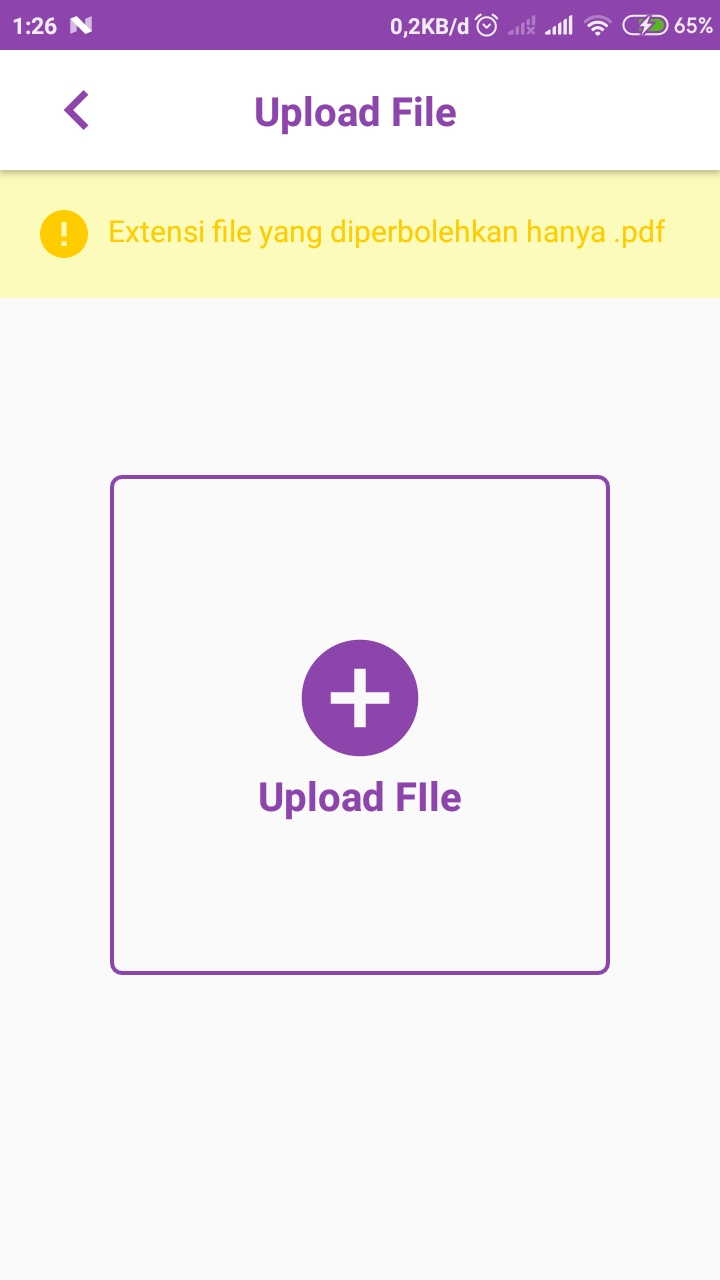 1:26 0,2KB/d 65%
Upload File
Extensi file yang diperbolehkan hanya .pdf
Upload FIle